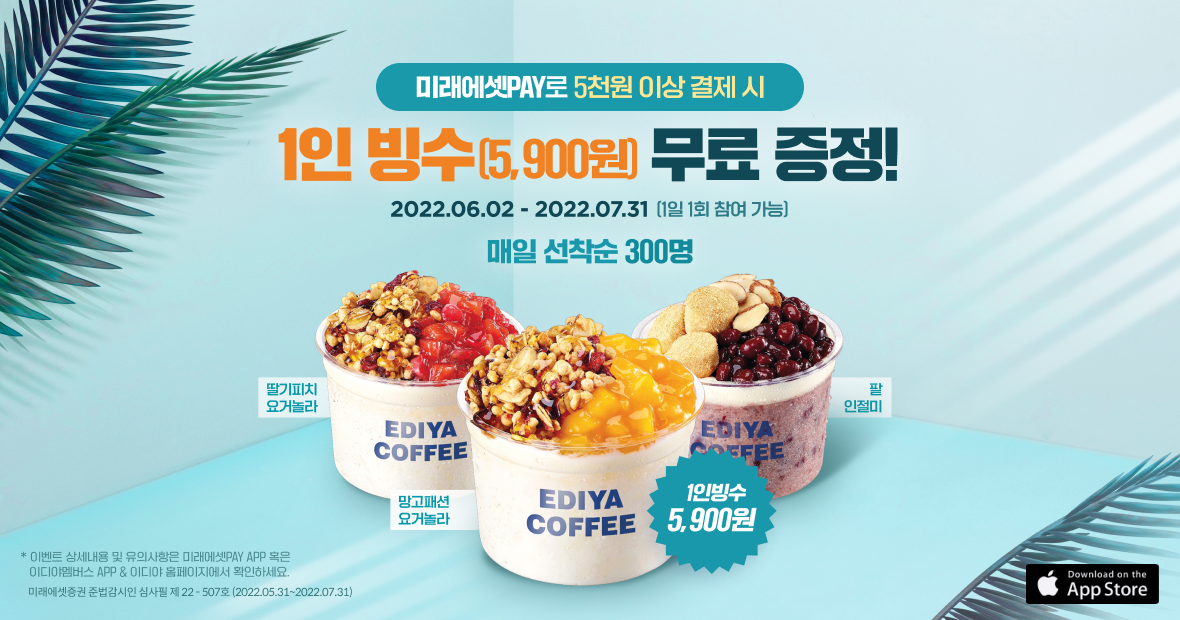 미래에셋PAY로 5천원 이상 결제 시
1인 빙수(5,900원) 무료 증정!
2022.06.02 - 2022.07.31 (1일 1회 참여 가능)
매일 선착순 300명
딸기피치
요거놀라
EDIYA
COFFEE
망고패션
요거놀라
EDIYA
COFFEE
팥
인절미
EDIYA
COFFEE
1인빙수
5,900원
* 이벤트 상세내용 및 유의사항은 미래에셋PAY APP 혹은
이디야멤버스 APP & 이디야 홈페이지에서 확인하세요.
미래에셋증권 준법감시인 심사필 제 22 - 507호 (2022.05.31~2022.07.31)
Download on the
App Store